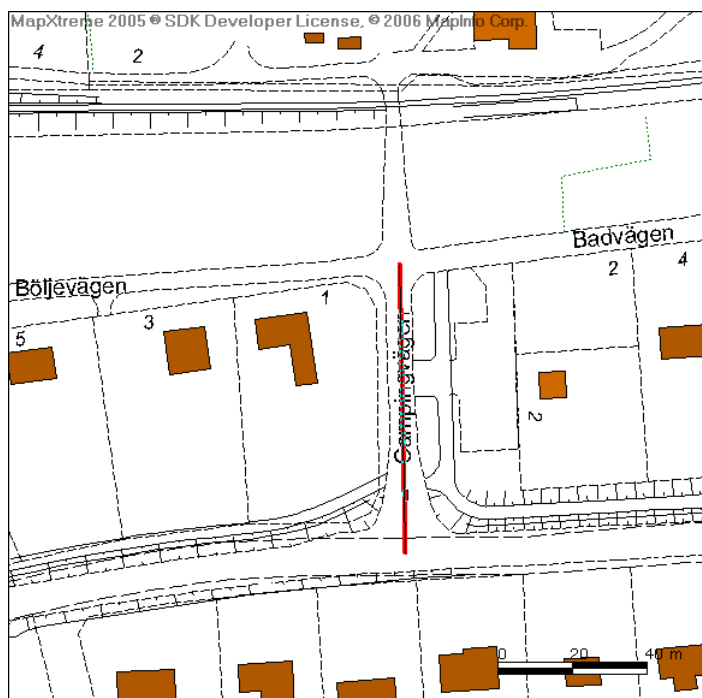 MapXtreme 2005 ® SDK Developer License, © 2006 MapInfo Corp.
4
2
Badvägen
2
4
Böljevägen
1
3
5
Campingvägen
2
0
20
40 m